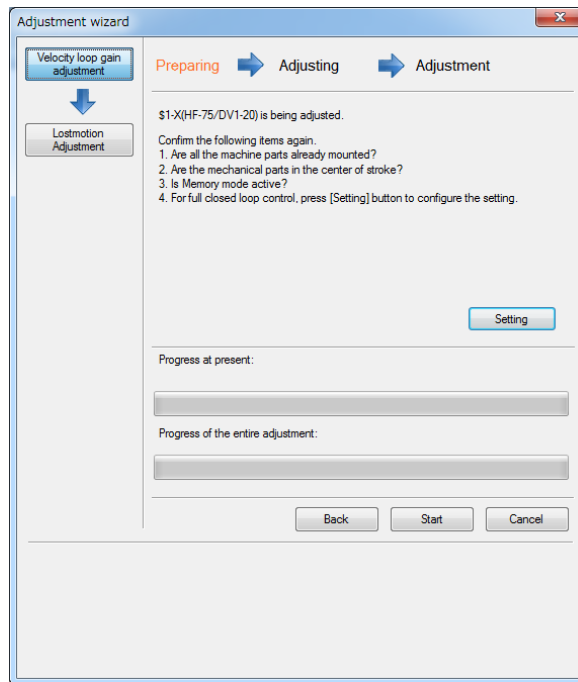 Adjustment wizard
Velocity loop gain
adjustment
Lostmotion
Adjustment
Preparing Adjusting Adjustment
$1-X(HF-75/DV1-20) is being adjusted.
Confirm the following items again.
1. Are all the machine parts already mounted?
2. Are the mechanical parts in the center of stroke?
3. Is Memory mode active?
4. For full closed loop control, press [Setting] button to configure the setting.
Setting
Progress at present:
Progress of the entire adjustment:
Back Start Cancel